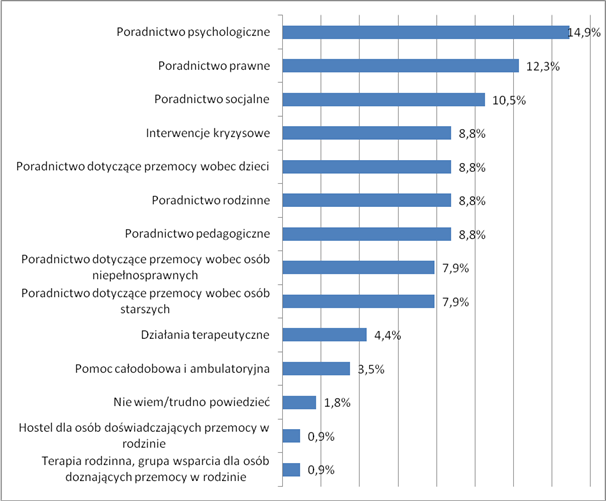 Poradnictwo psychologiczne 14,9%
Poradnictwo prawne 12,3%
Poradnictwo socjalne 10,5%
Interwencje kryzysowe 8,8%
Poradnictwo dotyczące przemocy wobec dzieci 8,8%
Poradnictwo rodzinne 8,8%
Poradnictwo pedagogiczne 8,8%
Poradnictwo dotyczące przemocy wobec osób
niepełnosprawnych 7,9%
Poradnictwo dotyczące przemocy wobec osób
starszych 7,9%
Działania terapeutyczne 4,4%
Pomoc całodobowa i ambulatoryjna 3,5%
Nie wiem/trudno powiedzieć 1,8%
Hostel dla osób doświadczających przemocy w
rodzinie 0,9%
Terapia rodzinna, grupa wsparcia dla osób
doznających przemocy w rodzinie 0,9%